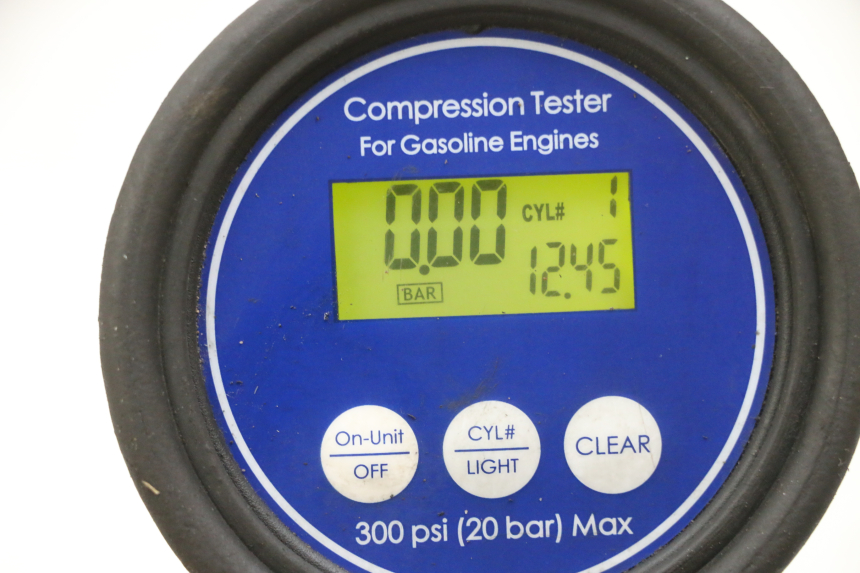 Compression Tester
For Gasoline Engines
0.00 CYL# 1
BAR 12.45
On-Unit
OFF
CYL#
LIGHT
CLEAR
300 psi (20 bar) Max